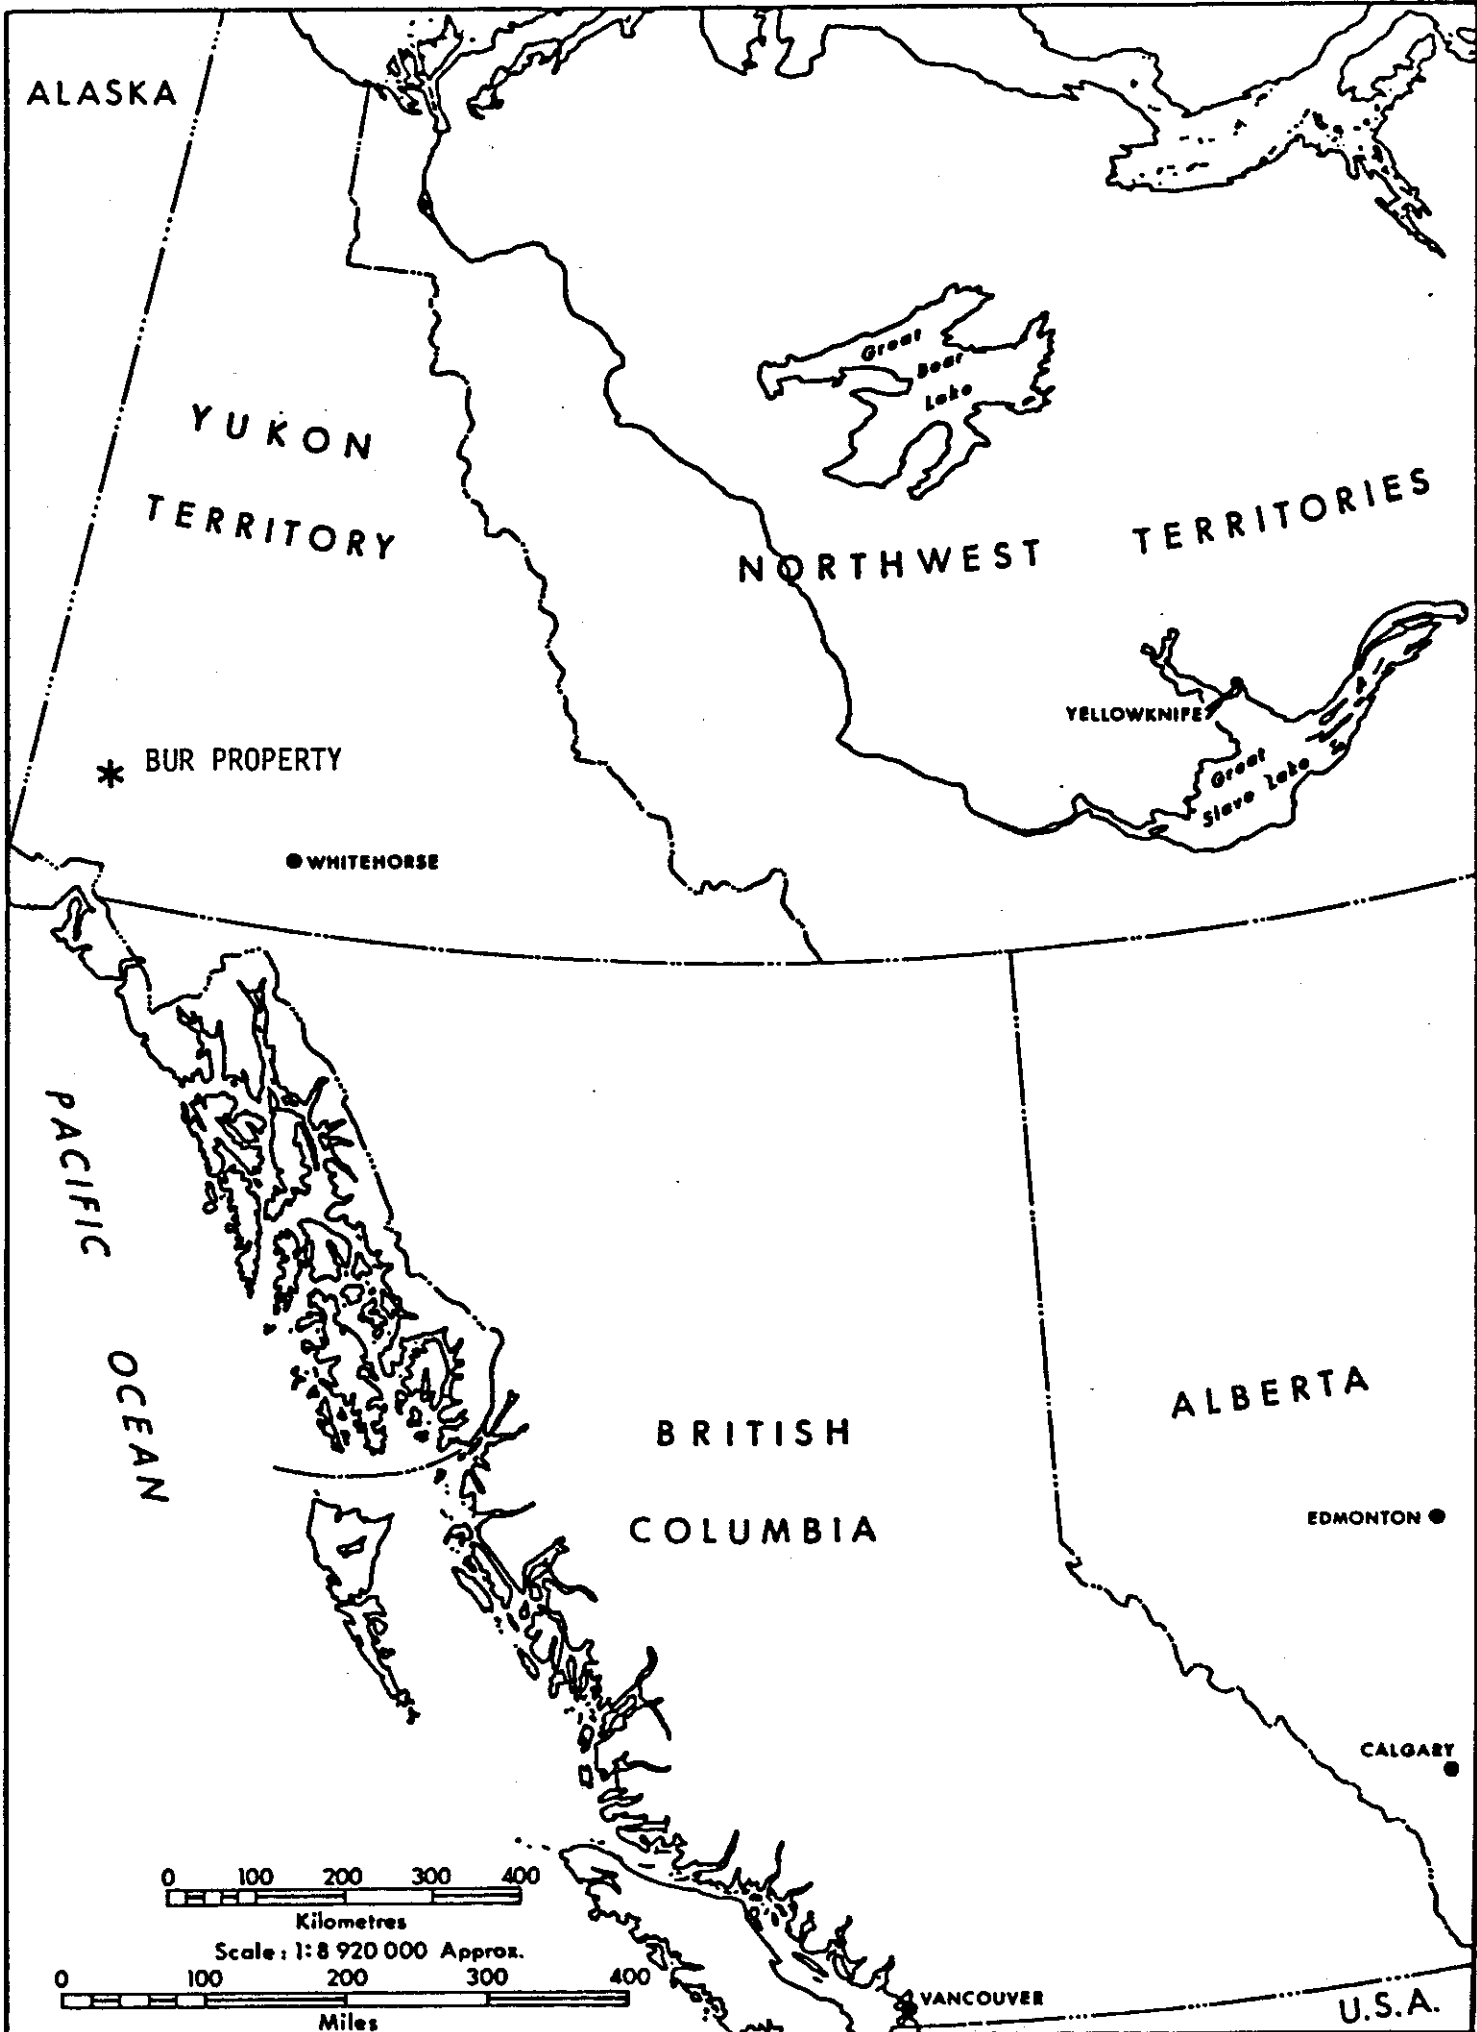 ALASKA
YUKON
TERRITORY
Great
Bear
Lake
NORTHWEST TERRITORIES
YELLOWKNIFE
Great
Slave Lake
* BUR PROPERTY
WHITEHORSE
PACIFIC
OCEAN
BRITISH
COLUMBIA
ALBERTA
EDMONTON
CALGARY
0 100 200 300 400
Kilometres
Scale: 1:8 920 000 Approx.
0 100 200 300 400
Miles
VANCOUVER
U.S.A.